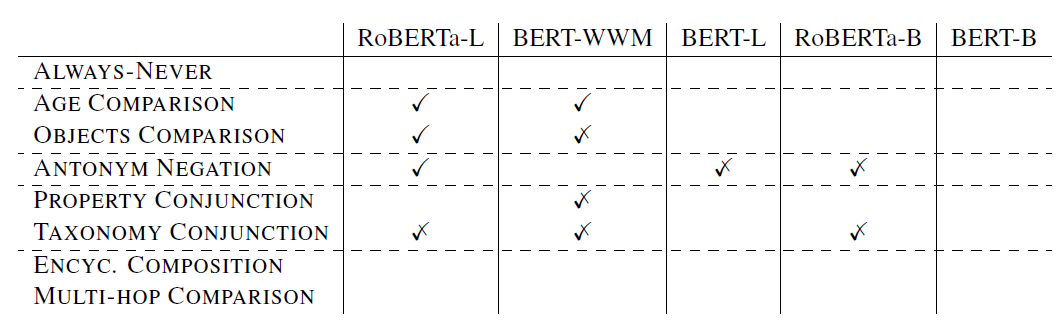 RoBERTa-L BERT-WWM BERT-L RoBERTa-B BERT-B
ALWAYS-NEVER
AGE COMPARISON ✓ ✓
OBJECTS COMPARISON ✓ ✓̸
ANTONYM NEGATION ✓ ✓̸ ✓̸
PROPERTY CONJUNCTION ✓̸
TAXONOMY CONJUNCTION ✓̸ ✓̸ ✓̸
ENCYC. COMPOSITION
MULTI-HOP COMPARISON